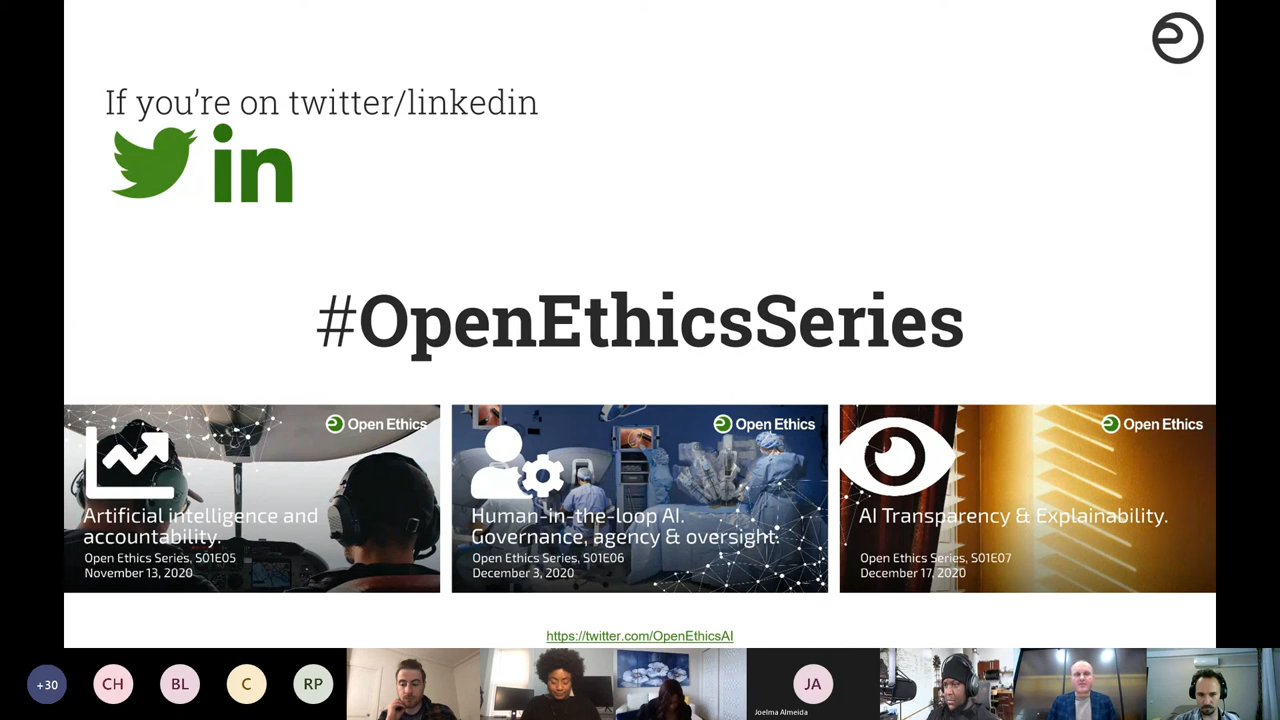 If you're on twitter/linkedin
in
#OpenEthicsSeries
Open Ethics
Artificial intelligence and
accountability.
Open Ethics Series, S01E05
November 13, 2020
Open Ethics
Human-in-the-loop AI.
Governance, agency & oversight.
Open Ethics Series, S01E06
December 3, 2020
Open Ethics
AI Transparency & Explainability.
Open Ethics Series, S01E07
December 17, 2020
https://twitter.com/OpenEthicsAI
+30
CH
BL
C
RP
JA
Joelma Almeida